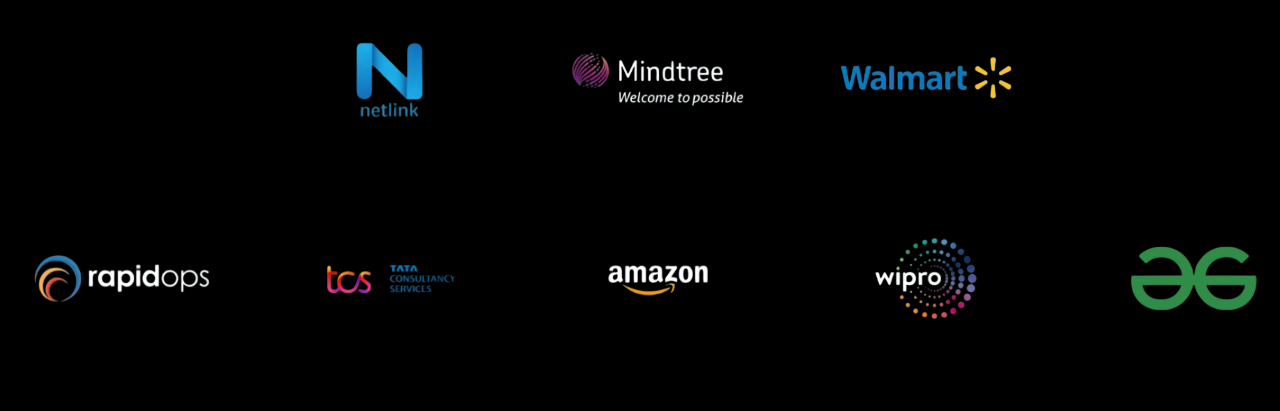 netlink
Mindtree
Welcome to possible
Walmart
rapidops
tcs
TATA
CONSULTANCY
SERVICES
amazon
wipro